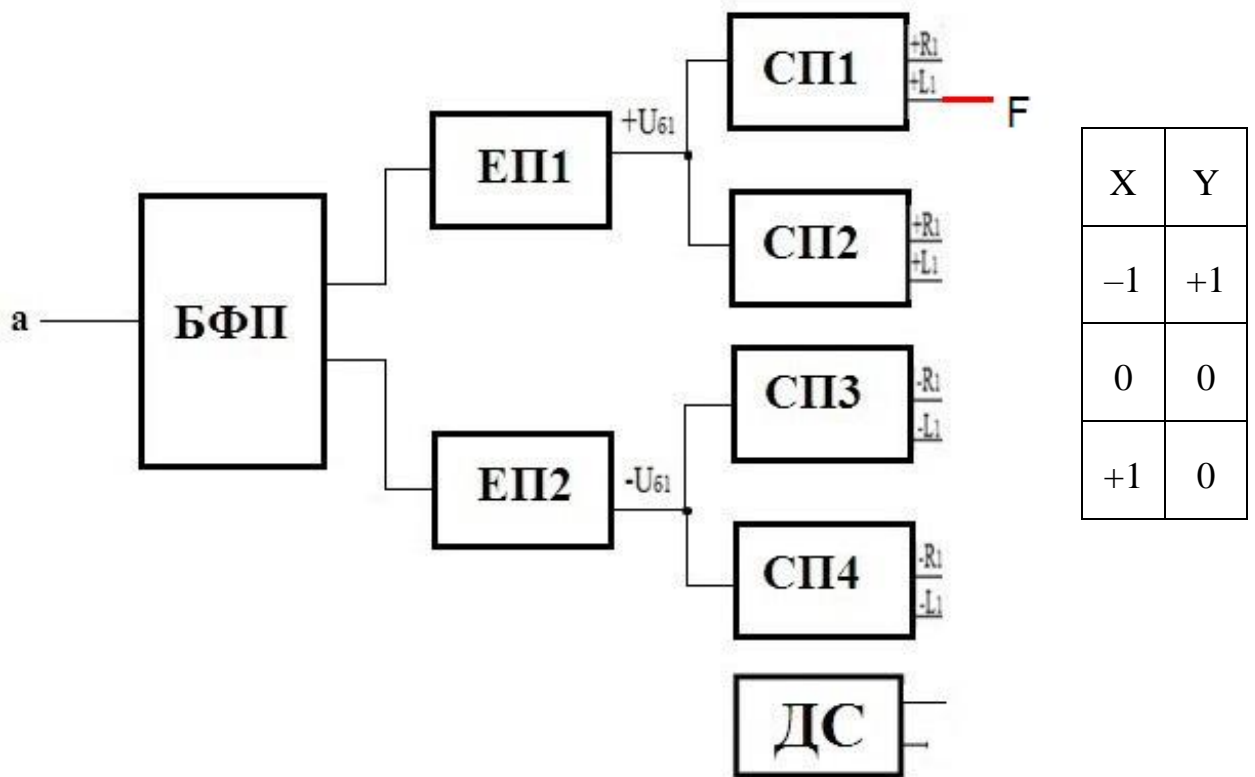 СП1
+R1
+L1
F
+Uб1
ЕП1
СП2
+R1
+L1
a
БФП
СП3
-R1
-L1
ЕП2
-Uб1
СП4
-R1
-L1
ДС
X Y
–1 +1
0 0
+1 0